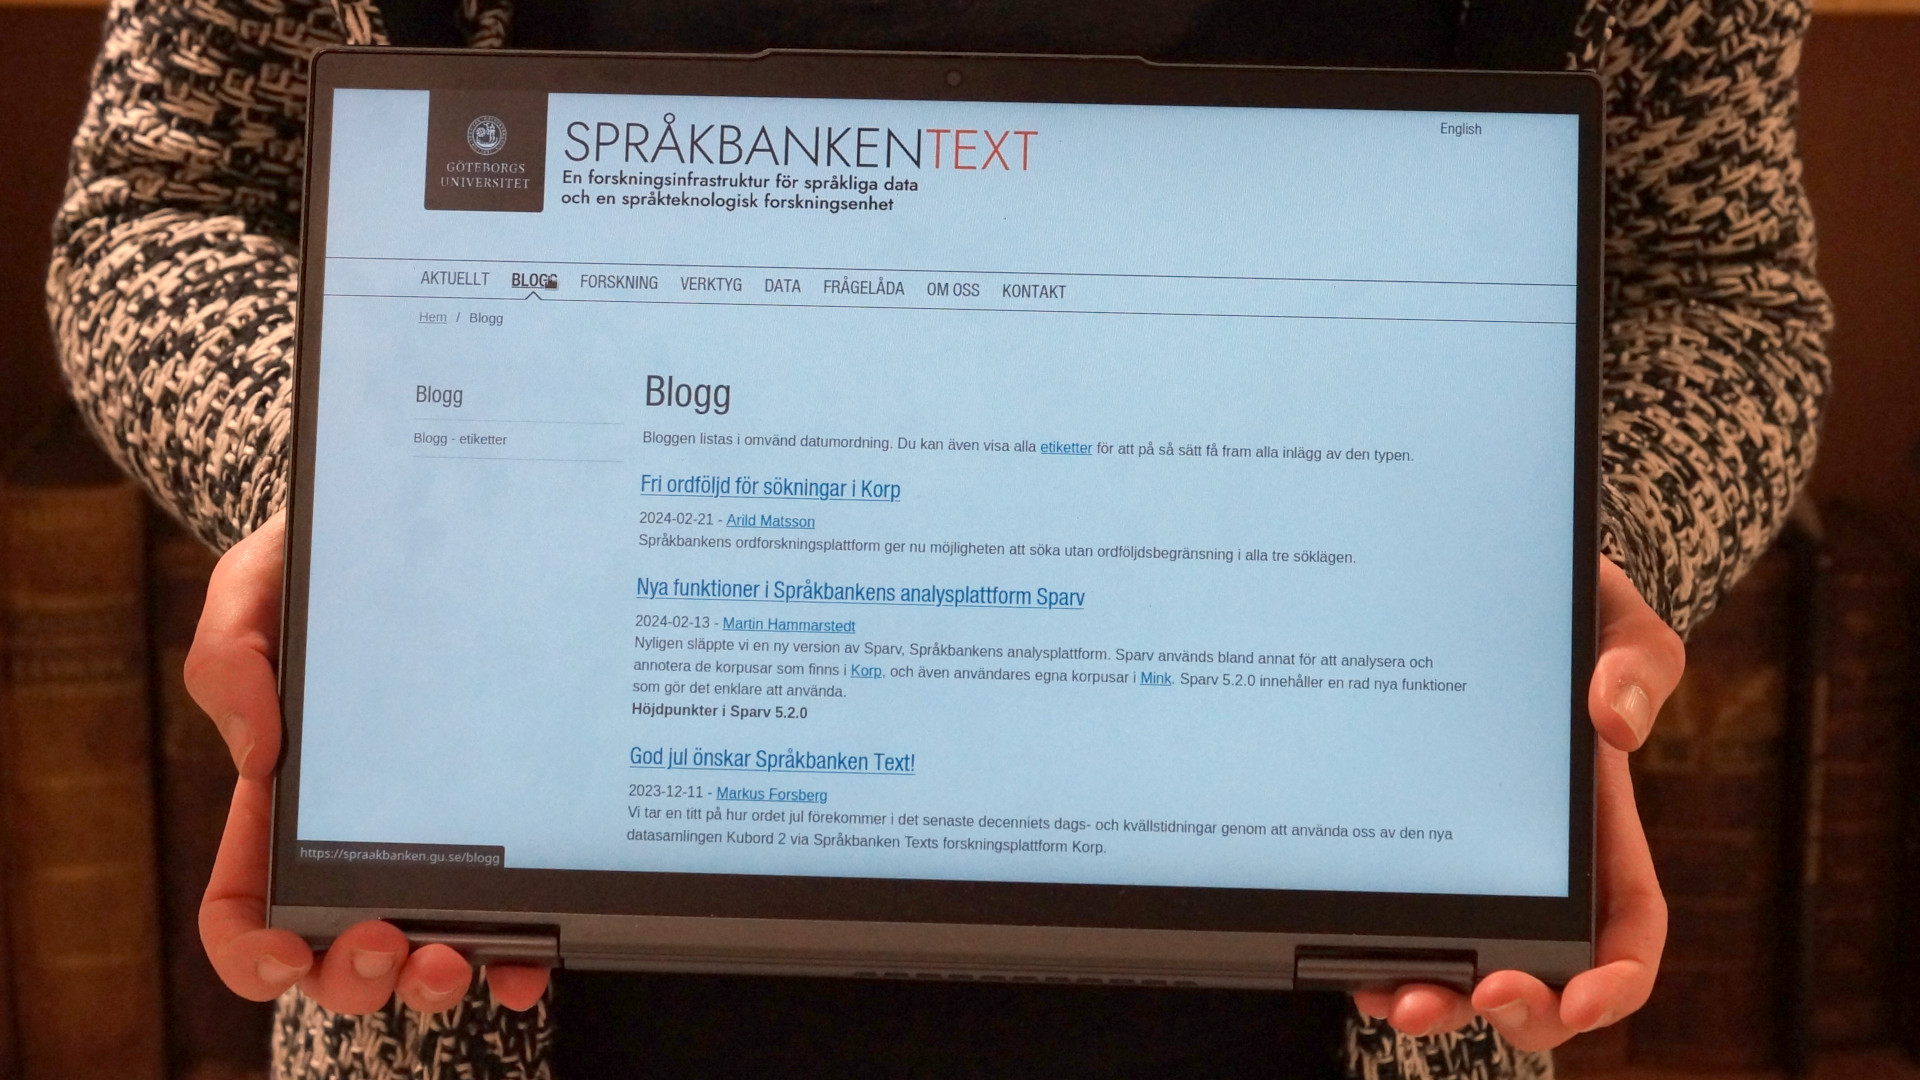 GÖTEBORGS
UNIVERSITET
SPRÅKBANKENTEXT
En forskningsinfrastruktur för språkliga data
och en språkteknologisk forskningsenhet
English
AKTUELLT BLOGG FORSKNING VERKTYG DATA FRÅGELÅDA OM OSS KONTAKT
Hem / Blogg
Blogg
Blogg - etiketter
Blogg
Bloggen listas i omvänd datumordning. Du kan även visa alla etiketter för att på så sätt få fram alla inlägg av den typen.
Fri ordföljd för sökningar i Korp
2024-02-21 - Arild Matsson
Språkbankens ordforskningsplattform ger nu möjligheten att söka utan ordföljdsbegränsning i alla tre söklägen.
Nya funktioner i Språkbankens analysplattform Sparv
2024-02-13 - Martin Hammarstedt
Nyligen släppte vi en ny version av Sparv, Språkbankens analysplattform. Sparv används bland annat för att analysera och
annotera de korpusar som finns i Korp, och även användares egna korpusar i Mink. Sparv 5.2.0 innehåller en rad nya funktioner
som gör det enklare att använda.
Höjdpunkter i Sparv 5.2.0
God jul önskar Språkbanken Text!
2023-12-11 - Markus Forsberg
Vi tar en titt på hur ordet jul förekommer i det senaste decenniets dags- och kvällstidningar genom att använda oss av den nya
datasamlingen Kubord 2 via Språkbanken Texts forskningsplattform Korp.
https://spraakbanken.gu.se/blogg